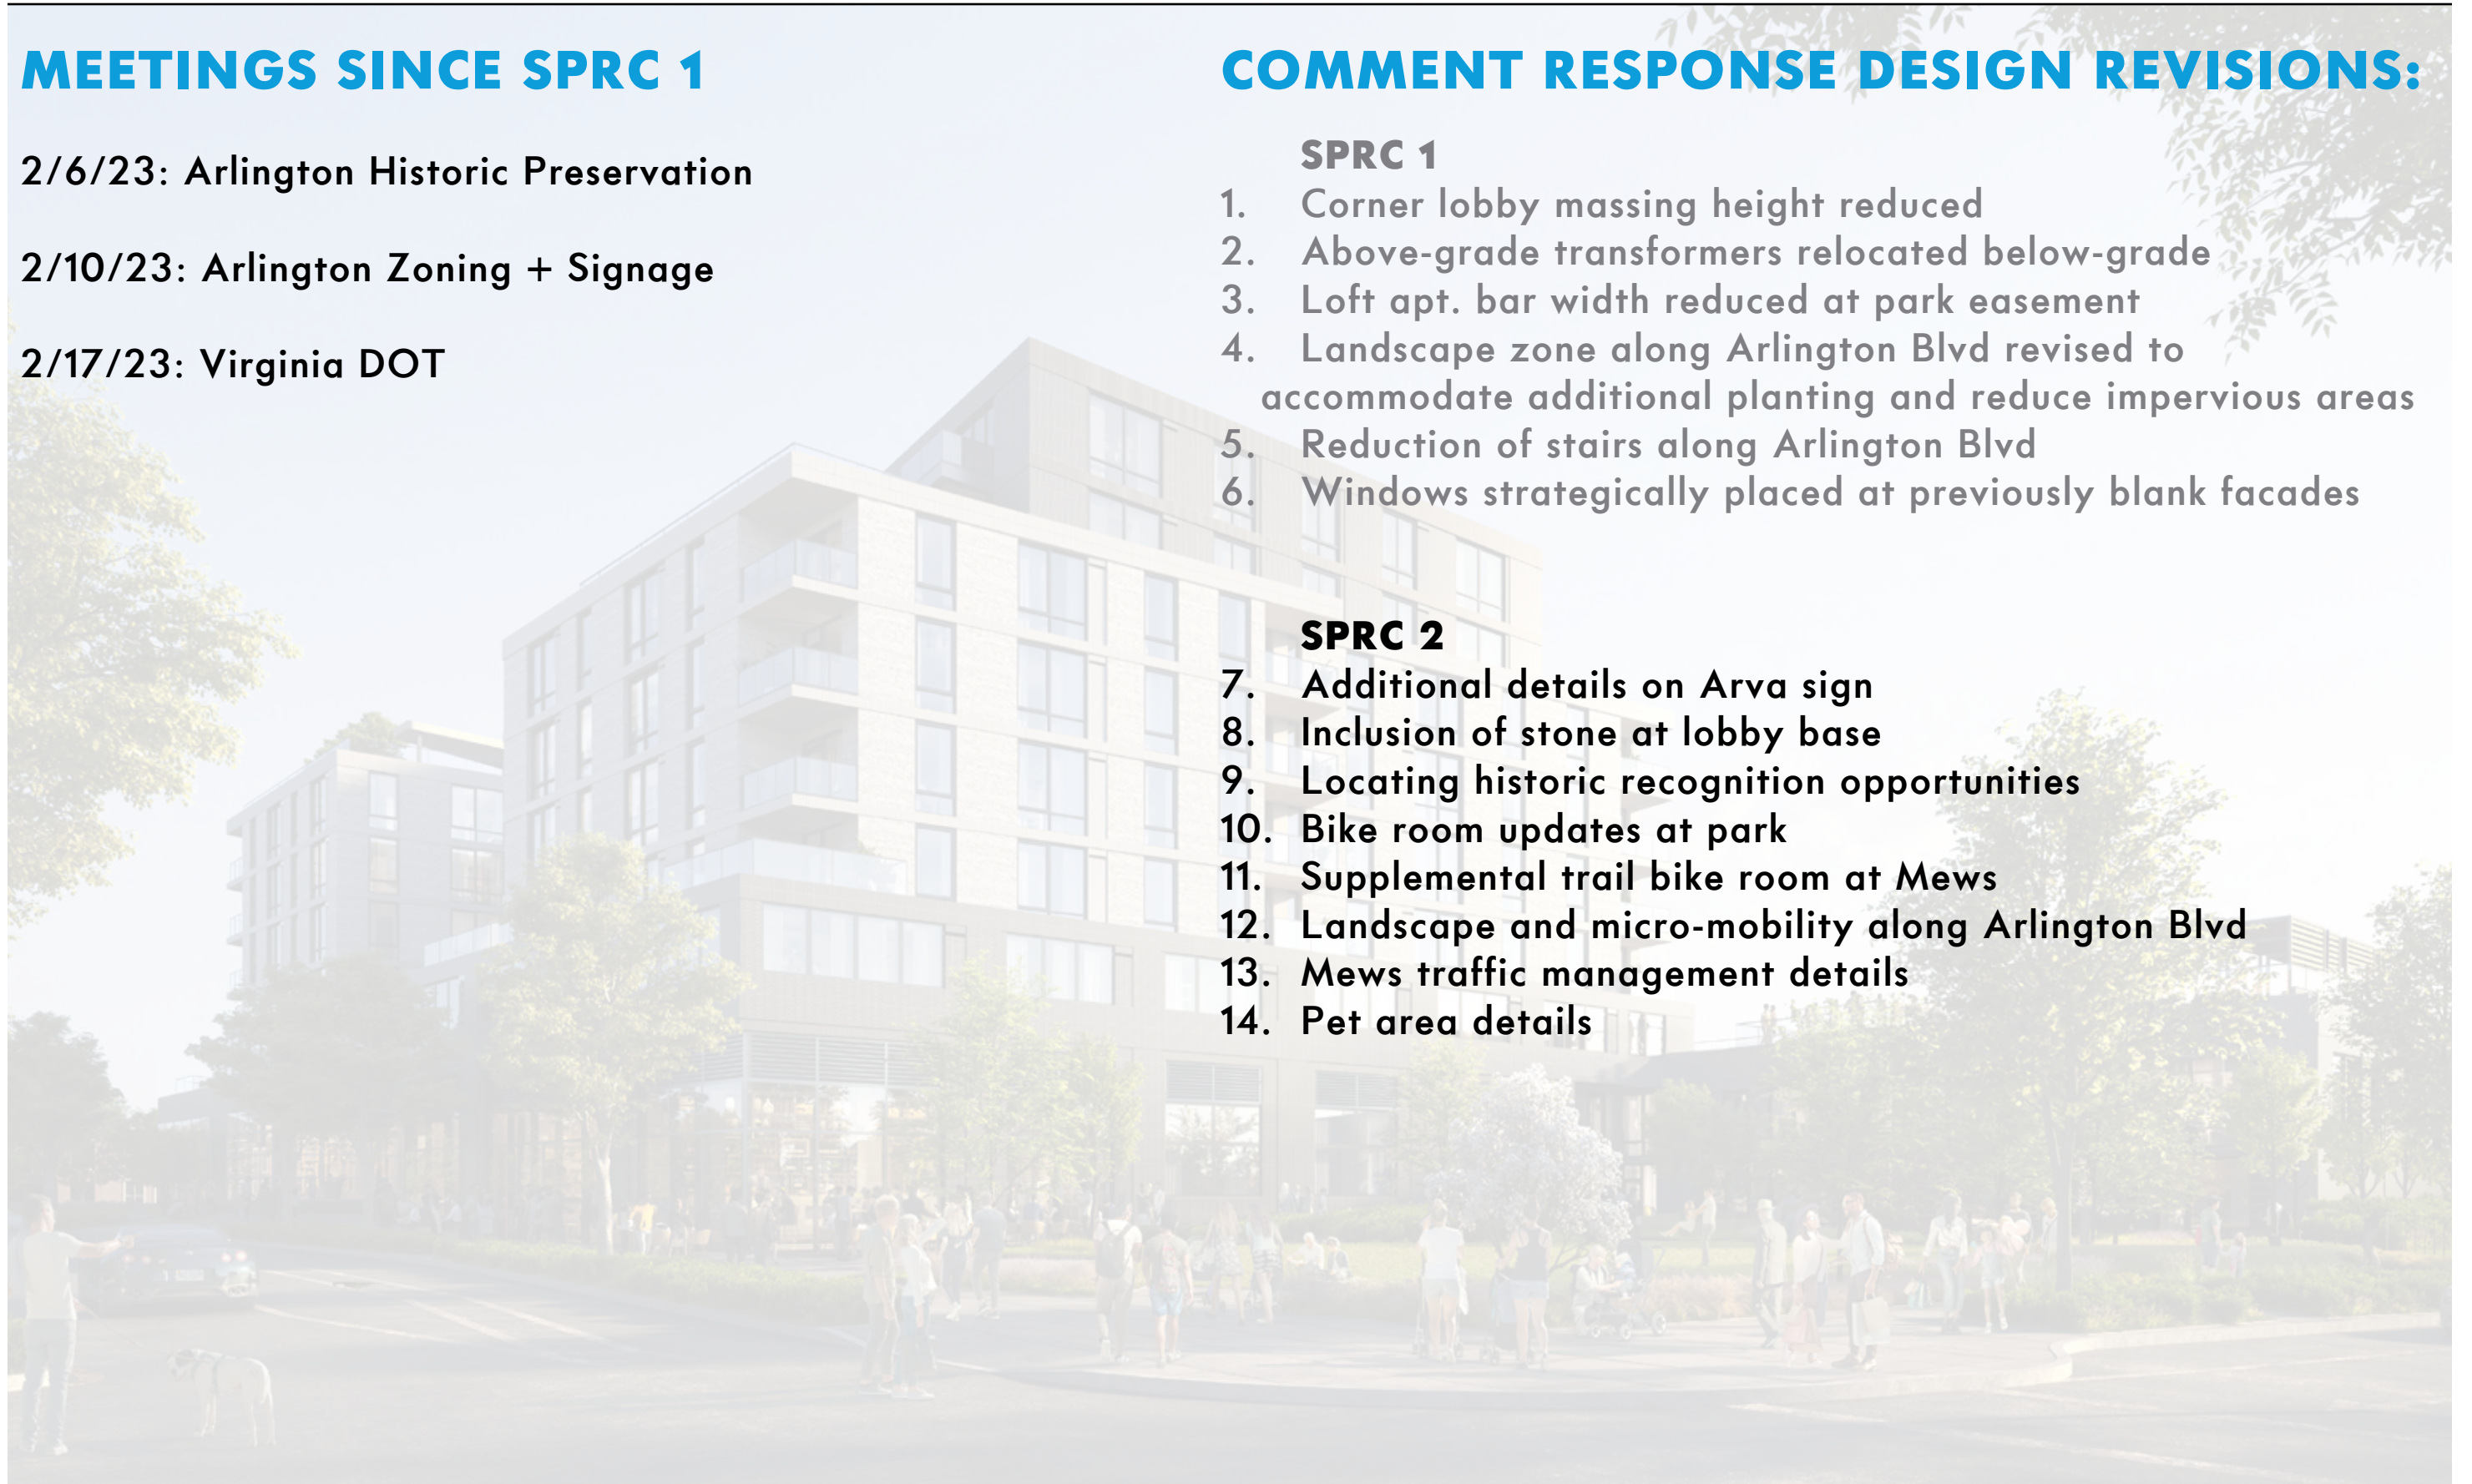 MEETINGS SINCE SPRC 1
2/6/23: Arlington Historic Preservation
2/10/23: Arlington Zoning + Signage
2/17/23: Virginia DOT
COMMENT RESPONSE DESIGN REVISIONS:
SPRC 1
1. Corner lobby massing height reduced
2. Above-grade transformers relocated below-grade
3. Loft apt. bar width reduced at park easement
4. Landscape zone along Arlington Blvd revised to
accommodate additional planting and reduce impervious areas
5. Reduction of stairs along Arlington Blvd
6. Windows strategically placed at previously blank facades
SPRC 2
7. Additional details on Arva sign
8. Inclusion of stone at lobby base
9. Locating historic recognition opportunities
10. Bike room updates at park
11. Supplemental trail bike room at Mews
12. Landscape and micro-mobility along Arlington Blvd
13. Mews traffic management details
14. Pet area details